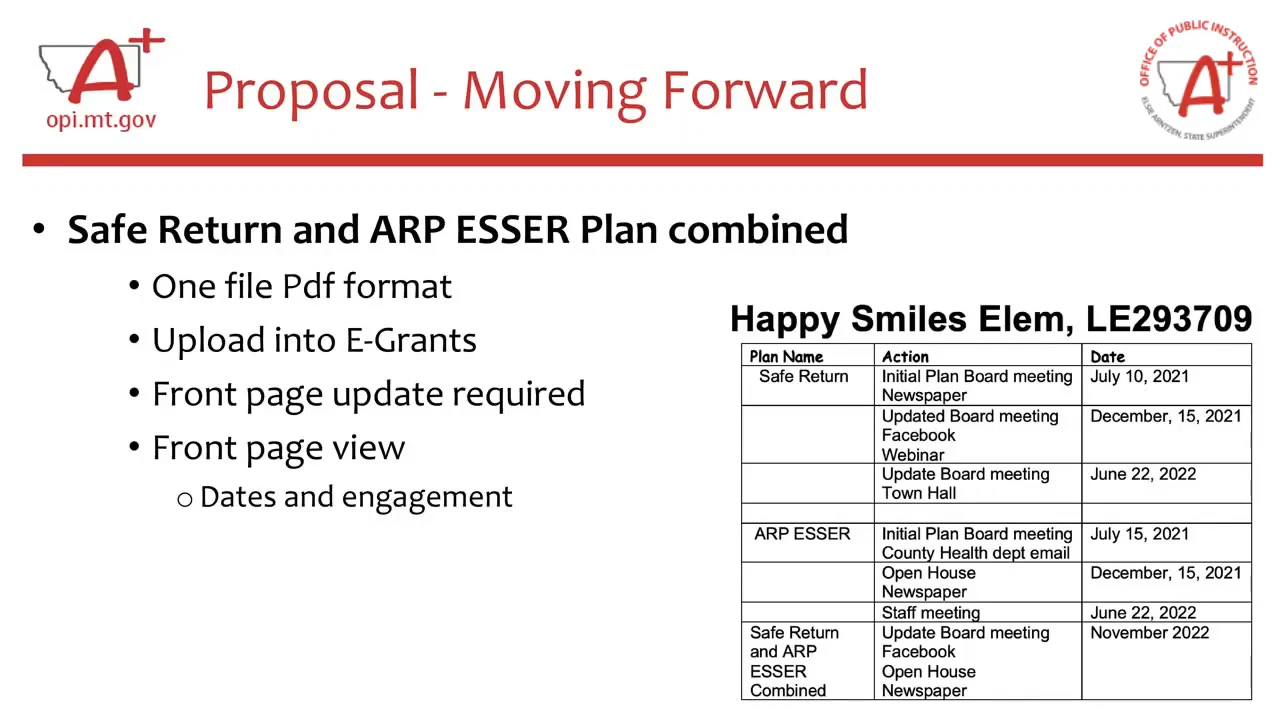 A+
opi.mt.gov
Proposal - Moving Forward
OFFICE OF PUBLIC INSTRUCTION
A+
ELSIE ARNTZEN, STATE SUPERINTENDENT
• Safe Return and ARP ESSER Plan combined
• One file Pdf format
• Upload into E-Grants
• Front page update required
• Front page view
o Dates and engagement
Happy Smiles Elem, LE293709
Plan Name Action Date
Safe Return Initial Plan Board meeting July 10, 2021
Newspaper
Updated Board meeting December, 15, 2021
Facebook
Webinar
Update Board meeting June 22, 2022
Town Hall
ARP ESSER Initial Plan Board meeting July 15, 2021
County Health dept email
Open House December, 15, 2021
Newspaper
Staff meeting June 22, 2022
Safe Return Update Board meeting November 2022
and ARP Facebook
ESSER Open House
Combined Newspaper